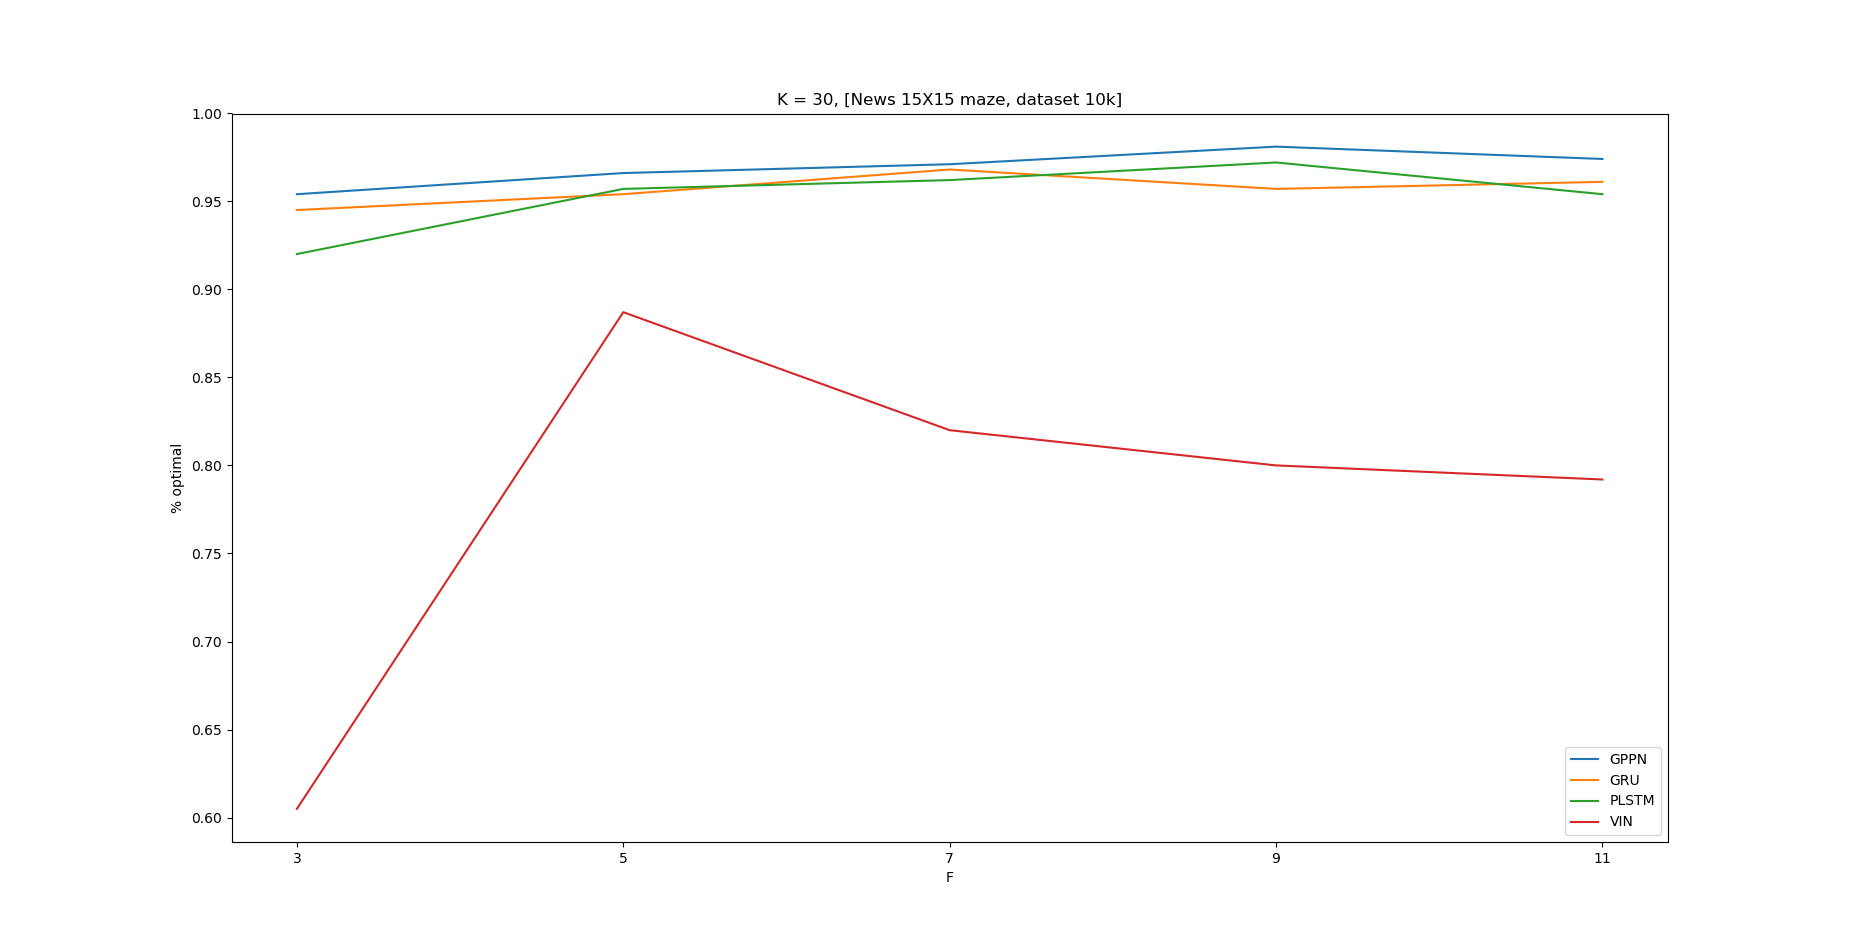 K = 30, [News 15X15 maze, dataset 10k]
1.00
0.95
0.90
0.85
0.80
0.75
0.70
0.65
0.60
% optimal
3 5 7 9 11
F
GPPN
GRU
PLSTM
VIN